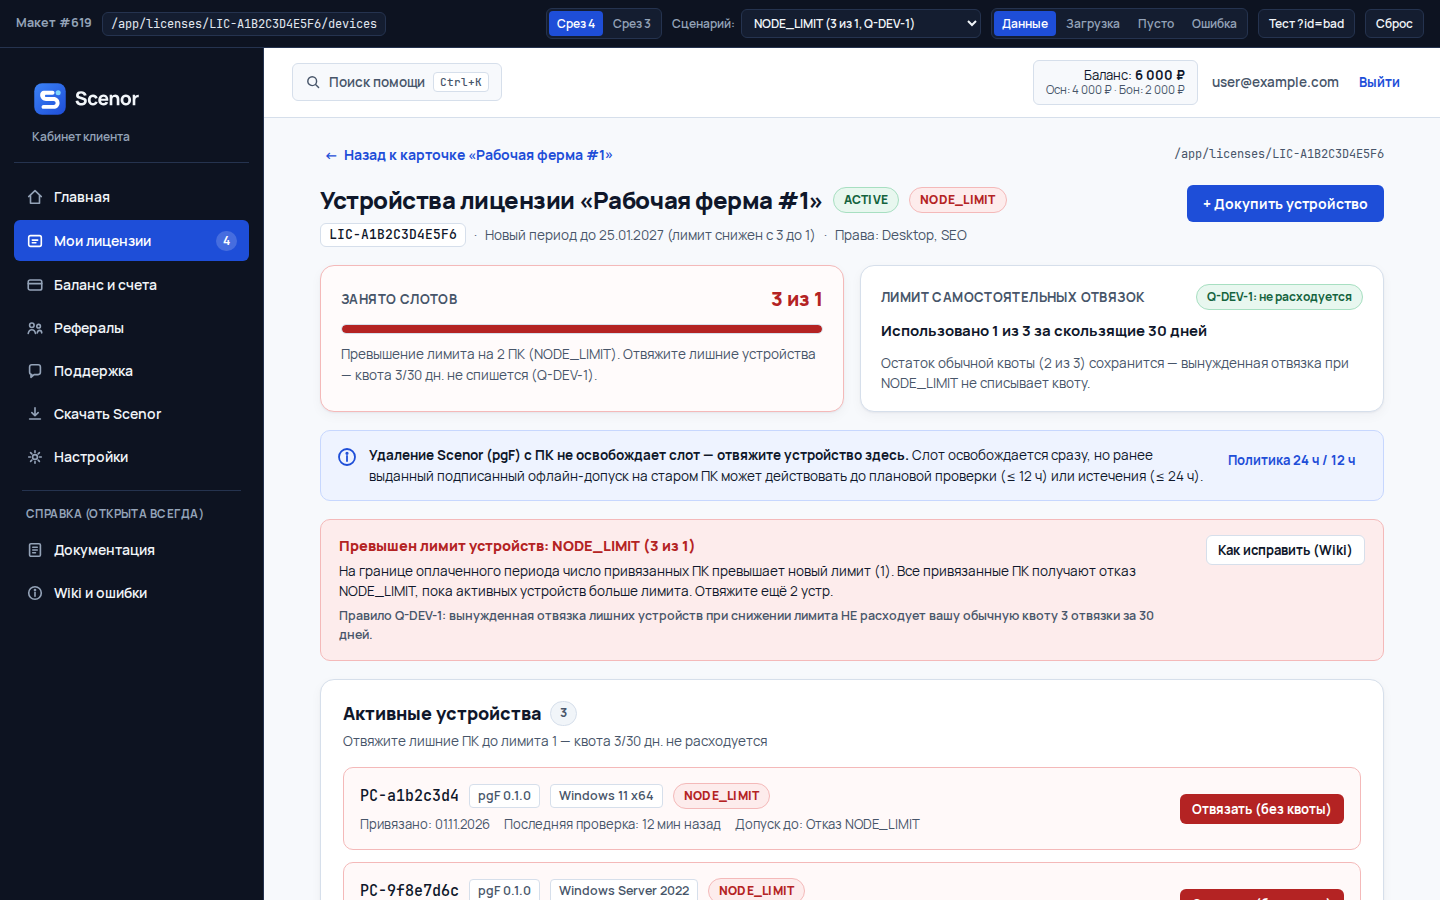 Макет #619
/app/licenses/LIC-A1B2C3D4E5F6/devices
Срез 4
Срез 3
Сценарий:
NODE_LIMIT (3 из 1, Q-DEV-1)
Данные
Загрузка
Пусто
Ошибка
Тест ?id=bad
Сброс
Scenor
Кабинет клиента
Главная
Мои лицензии
4
Баланс и счета
Рефералы
Поддержка
Скачать Scenor
Настройки
СПРАВКА (ОТКРЫТА ВСЕГДА)
Документация
Wiki и ошибки
Поиск помощи
Ctrl+K
Баланс: 6 000 ₽
Осн: 4 000 ₽ · Бон: 2 000 ₽
user@example.com
Выйти
← Назад к карточке «Рабочая ферма #1»
/app/licenses/LIC-A1B2C3D4E5F6
Устройства лицензии «Рабочая ферма #1»
ACTIVE
NODE_LIMIT
+ Докупить устройство
LIC-A1B2C3D4E5F6 · Новый период до 25.01.2027 (лимит снижен с 3 до 1) · Права: Desktop, SEO
ЗАНЯТО СЛОТОВ
3 из 1
Превышение лимита на 2 ПК (NODE_LIMIT). Отвяжите лишние устройства
— квота 3/30 дн. не спишется (Q-DEV-1).
ЛИМИТ САМОСТОЯТЕЛЬНЫХ ОТВЯЗОК
Q-DEV-1: не расходуется
Использовано 1 из 3 за скользящие 30 дней
Остаток обычной квоты (2 из 3) сохранится — вынужденная отвязка при
NODE_LIMIT не списывает квоту.
Удаление Scenor (pgF) с ПК не освобождает слот — отвяжите устройство здесь. Слот освобождается сразу, но ранее
выданный подписанный офлайн-допуск на старом ПК может действовать до плановой проверки (≤ 12 ч) или истечения (≤ 24 ч).
Политика 24 ч / 12 ч
Превышен лимит устройств: NODE_LIMIT (3 из 1)
На границе оплаченного периода число привязанных ПК превышает новый лимит (1). Все привязанные ПК получают отказ
NODE_LIMIT, пока активных устройств больше лимита. Отвяжите ещё 2 устр.
Правило Q-DEV-1: вынужденная отвязка лишних устройств при снижении лимита НЕ расходует вашу обычную квоту 3 отвязки за 30
дней.
Как исправить (Wiki)
Активные устройства
3
Отвяжите лишние ПК до лимита 1 — квота 3/30 дн. не расходуется
PC-a1b2c3d4
pgF 0.1.0
Windows 11 x64
NODE_LIMIT
Привязано: 01.11.2026 Последняя проверка: 12 мин назад Допуск до: Отказ NODE_LIMIT
Отвязать (без квоты)
PC-9f8e7d6c
pgF 0.1.0
Windows Server 2022
NODE_LIMIT